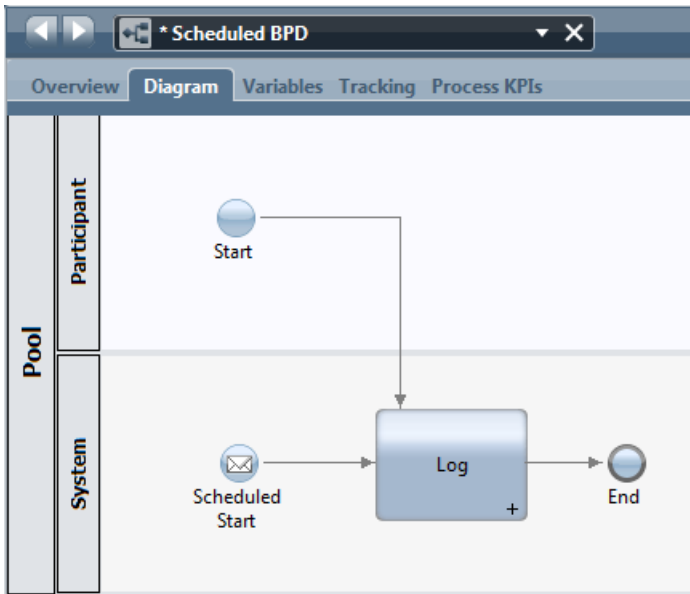 * Scheduled BPD
Overview Diagram Variables Tracking Process KPIs
Pool
Participant
Start
System
Scheduled
Start
Log
+
End